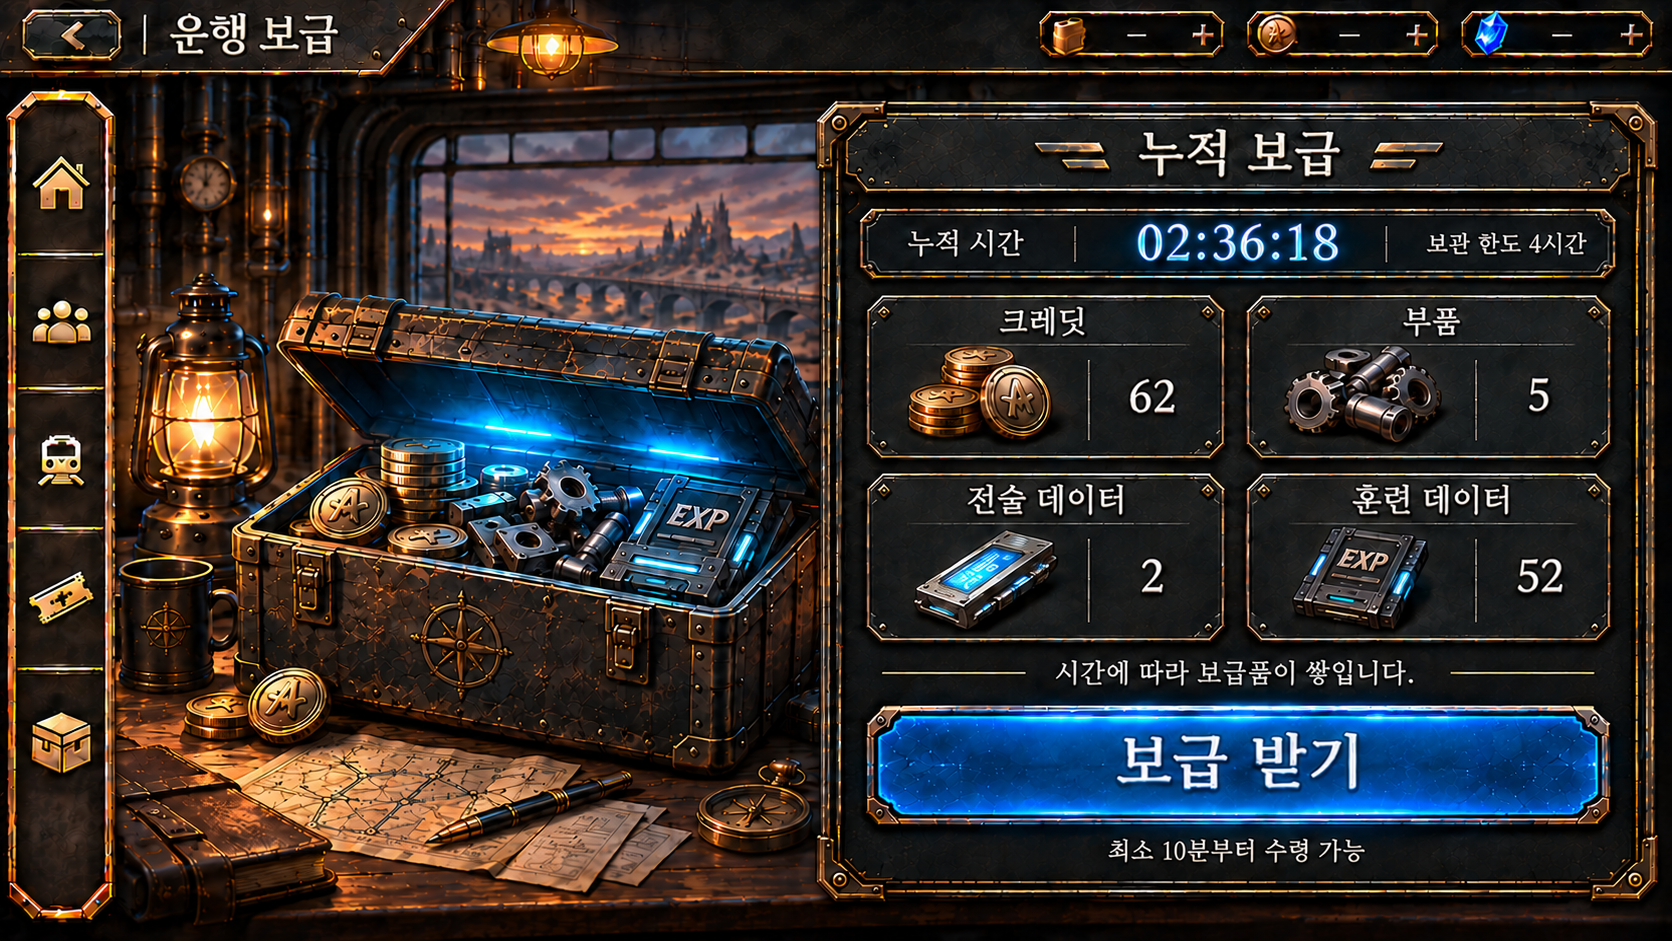 운행 보급
누적 보급
누적 시간 02:36:18 보관 한도 4시간
크레딧
62
부품
5
전술 데이터
2
훈련 데이터
EXP
52
EXP
시간에 따라 보급품이 쌓입니다.
보급 받기
최소 10분부터 수령 가능